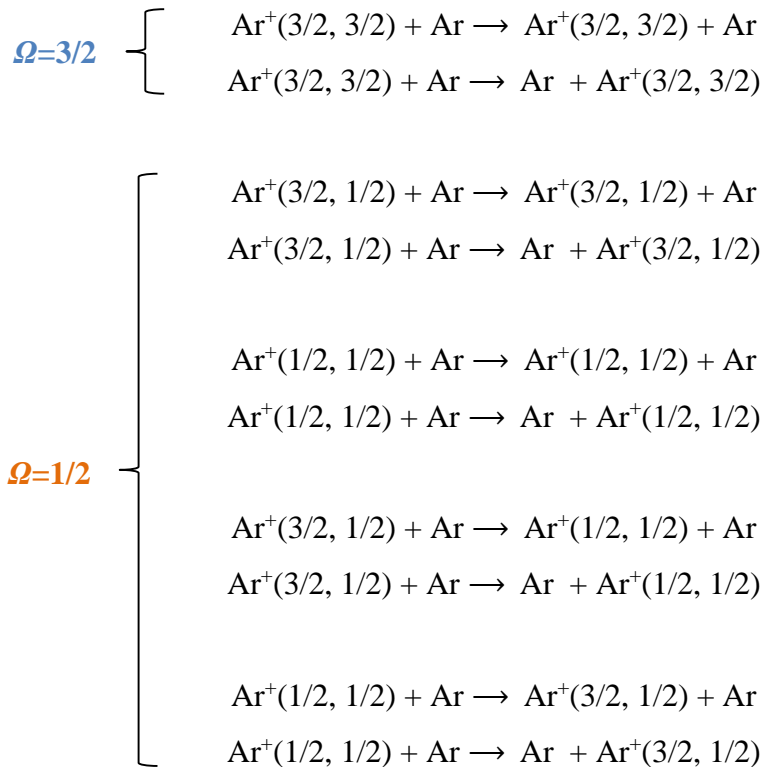 Ar⁺(3/2, 3/2) + Ar ⟶ Ar⁺(3/2, 3/2) + Ar
Ω=3/2
Ar⁺(3/2, 3/2) + Ar ⟶ Ar + Ar⁺(3/2, 3/2)
Ar⁺(3/2, 1/2) + Ar ⟶ Ar⁺(3/2, 1/2) + Ar
Ar⁺(3/2, 1/2) + Ar ⟶ Ar + Ar⁺(3/2, 1/2)
Ar⁺(1/2, 1/2) + Ar ⟶ Ar⁺(1/2, 1/2) + Ar
Ar⁺(1/2, 1/2) + Ar ⟶ Ar + Ar⁺(1/2, 1/2)
Ω=1/2
Ar⁺(3/2, 1/2) + Ar ⟶ Ar⁺(1/2, 1/2) + Ar
Ar⁺(3/2, 1/2) + Ar ⟶ Ar + Ar⁺(1/2, 1/2)
Ar⁺(1/2, 1/2) + Ar ⟶ Ar⁺(3/2, 1/2) + Ar
Ar⁺(1/2, 1/2) + Ar ⟶ Ar + Ar⁺(3/2, 1/2)